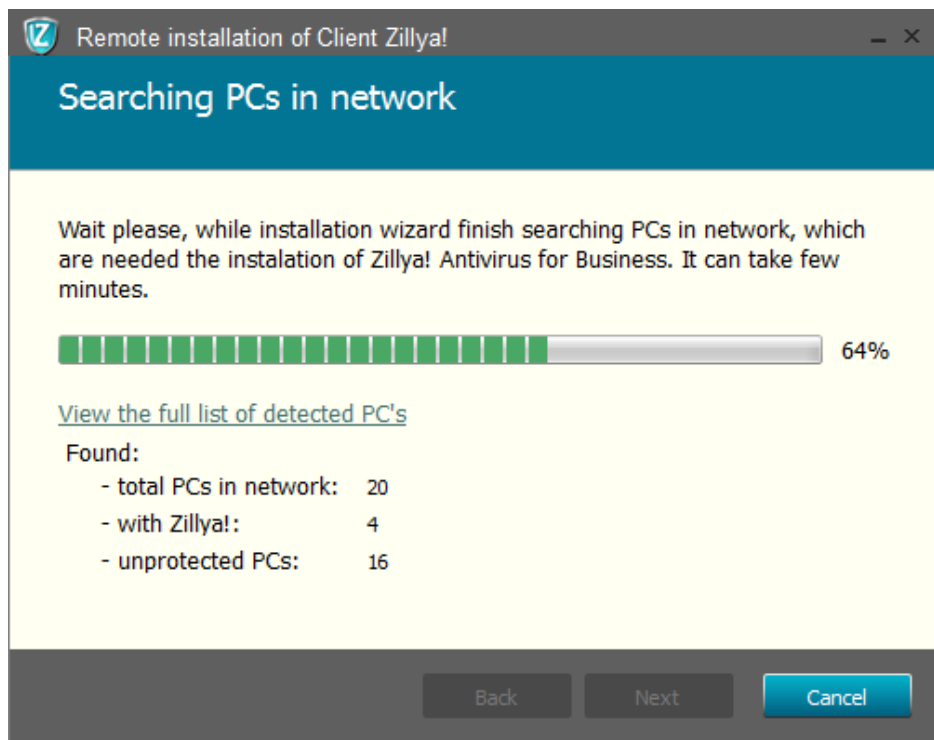 Z Remote installation of Client Zillya!
Searching PCs in network
Wait please, while installation wizard finish searching PCs in network, which
are needed the instalation of Zillya! Antivirus for Business. It can take few
minutes.
64%
View the full list of detected PC's
Found:
- total PCs in network: 20
- with Zillya!: 4
- unprotected PCs: 16
Back Next Cancel